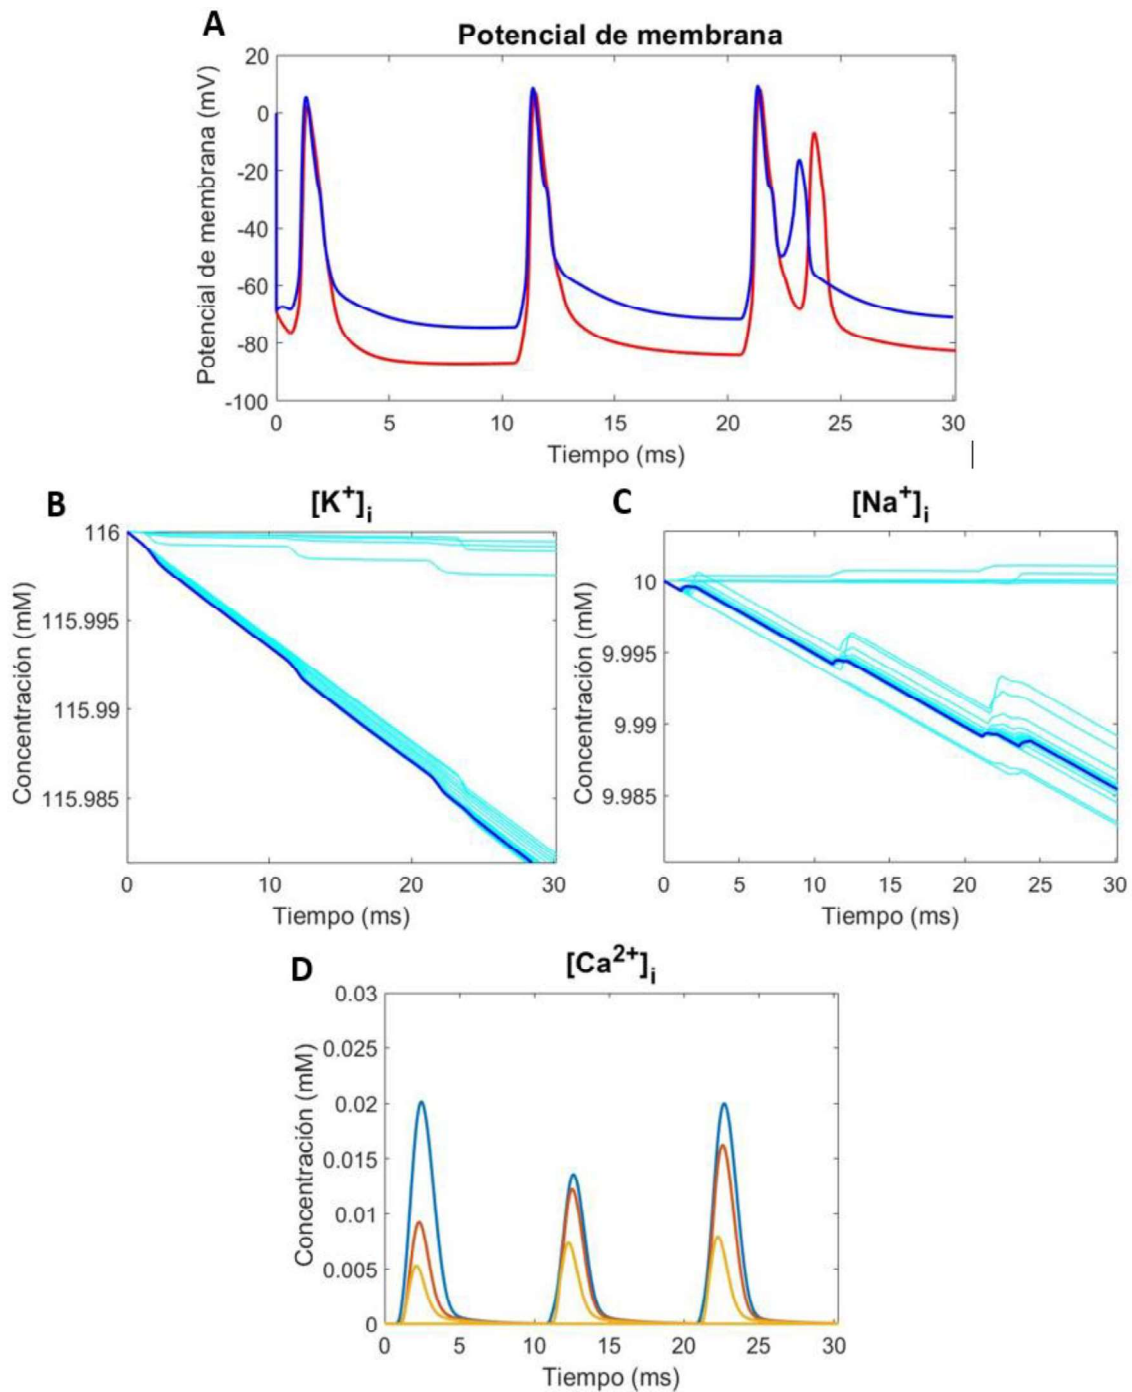 A
Potencial de membrana
Potencial de membrana (mV)
20
0
-20
-40
-60
-80
-100
0 5 10 15 20 25 30
Tiempo (ms)
B
[K+]i
Concentración (mM)
116
115.995
115.99
115.985
0 10 20 30
Tiempo (ms)
C
[Na+]i
Concentración (mM)
10
9.995
9.99
9.985
0 5 10 15 20 25 30
Tiempo (ms)
D
[Ca2+]i
Concentración (mM)
0.03
0.025
0.02
0.015
0.01
0.005
0
0 5 10 15 20 25 30
Tiempo (ms)